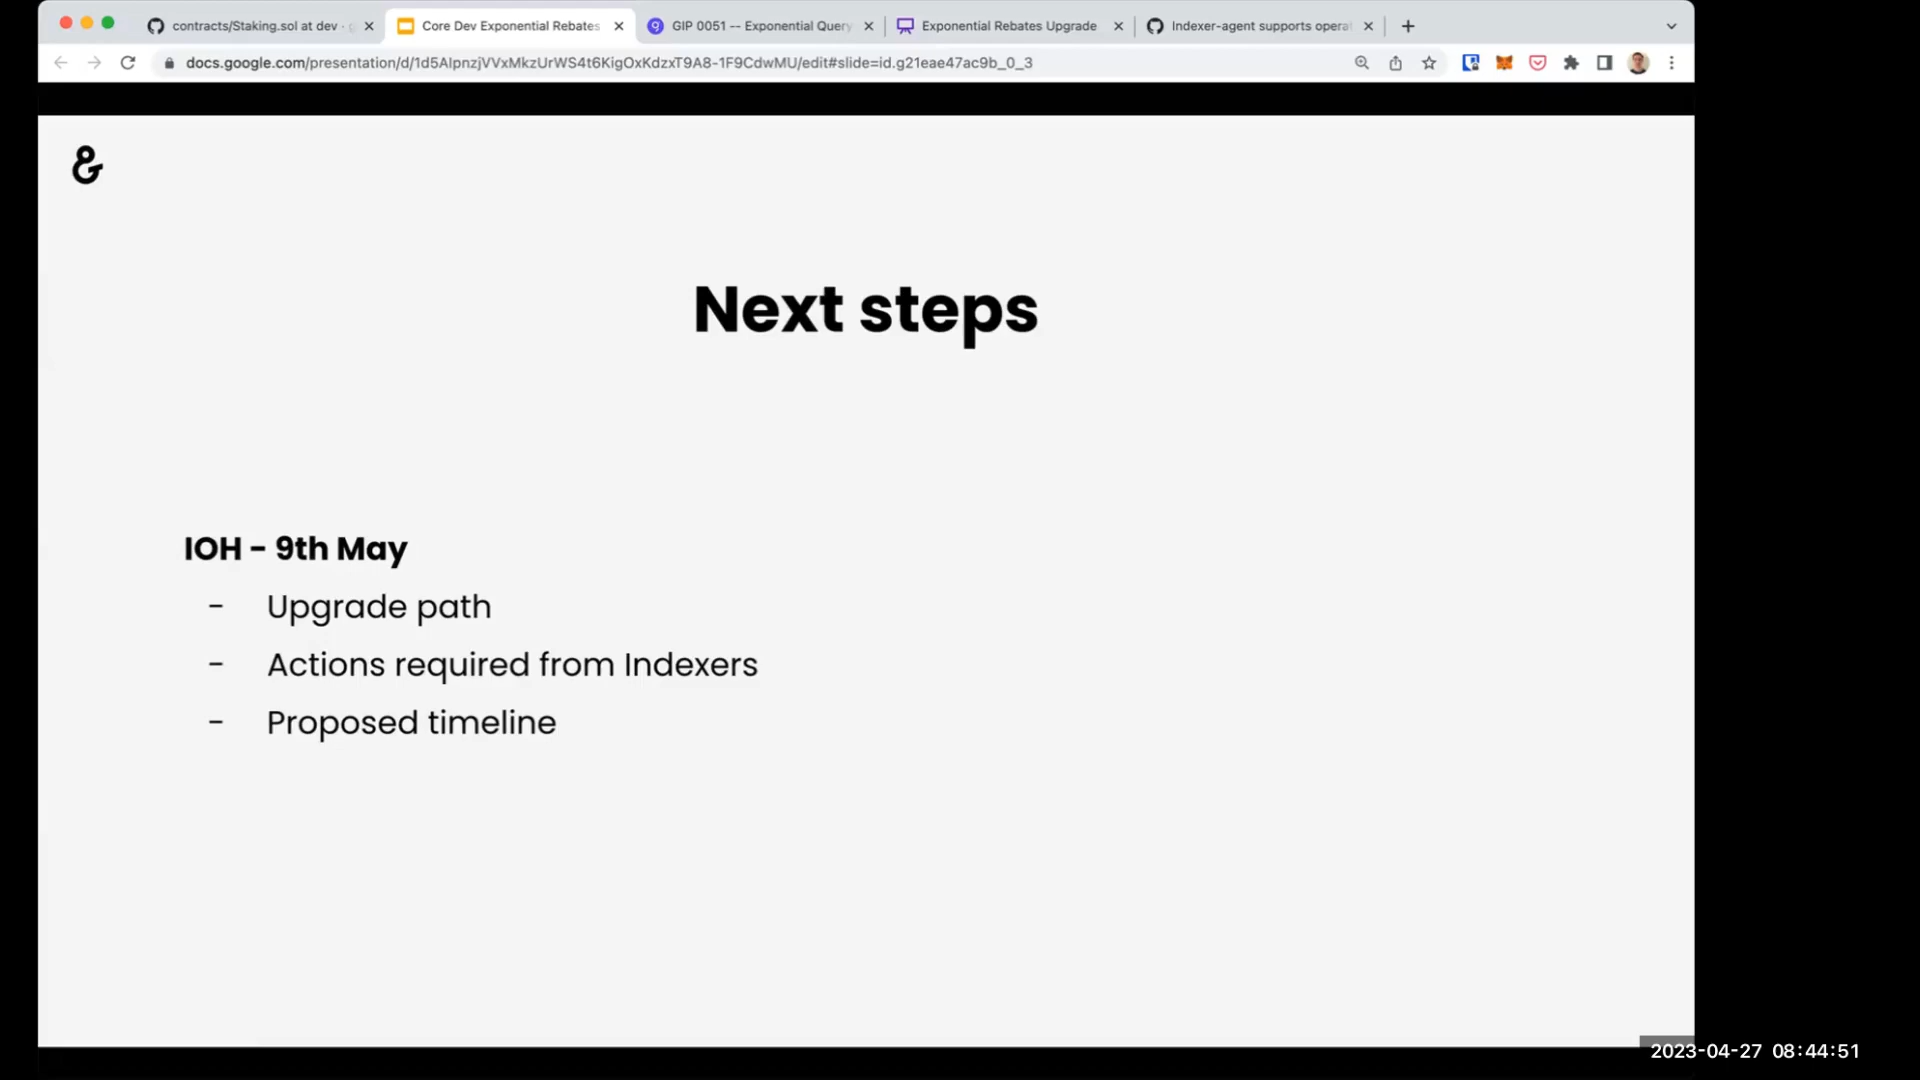 contracts/Staking.sol at dev ·
Core Dev Exponential Rebates
GIP 0051 -- Exponential Query
Exponential Rebates Upgrade
Indexer-agent supports opera
docs.google.com/presentation/d/1d5AIpnzjVVxMkzUrWS4t6KigOxKdzxT9A8-1F9CdwMU/edit#slide=id.g21eae47ac9b_0_3
&
Next steps
IOH - 9th May
- Upgrade path
- Actions required from Indexers
- Proposed timeline
2023-04-27 08:44:51